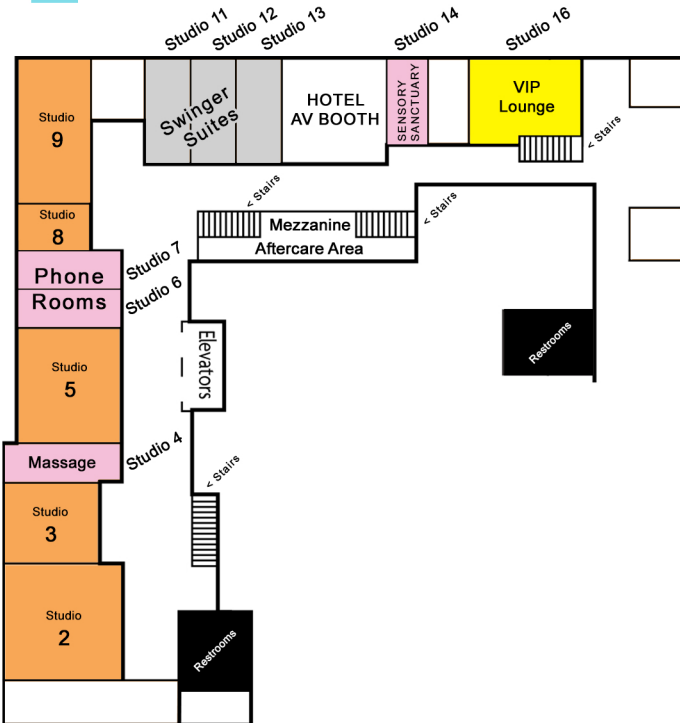 Studio 11
Studio 12
Studio 13
Studio 14
Studio 16
Studio
9
Swinger
Suites
HOTEL
AV BOOTH
SENSORY
SANCTUARY
VIP
Lounge
< Stairs
< Stairs
< Stairs
Mezzanine
Aftercare Area
Studio
8
Studio 7
Phone
Rooms
Studio 6
Elevators
Restrooms
Studio
5
Studio 4
Massage
< Stairs
Studio
3
Studio
2
Restrooms